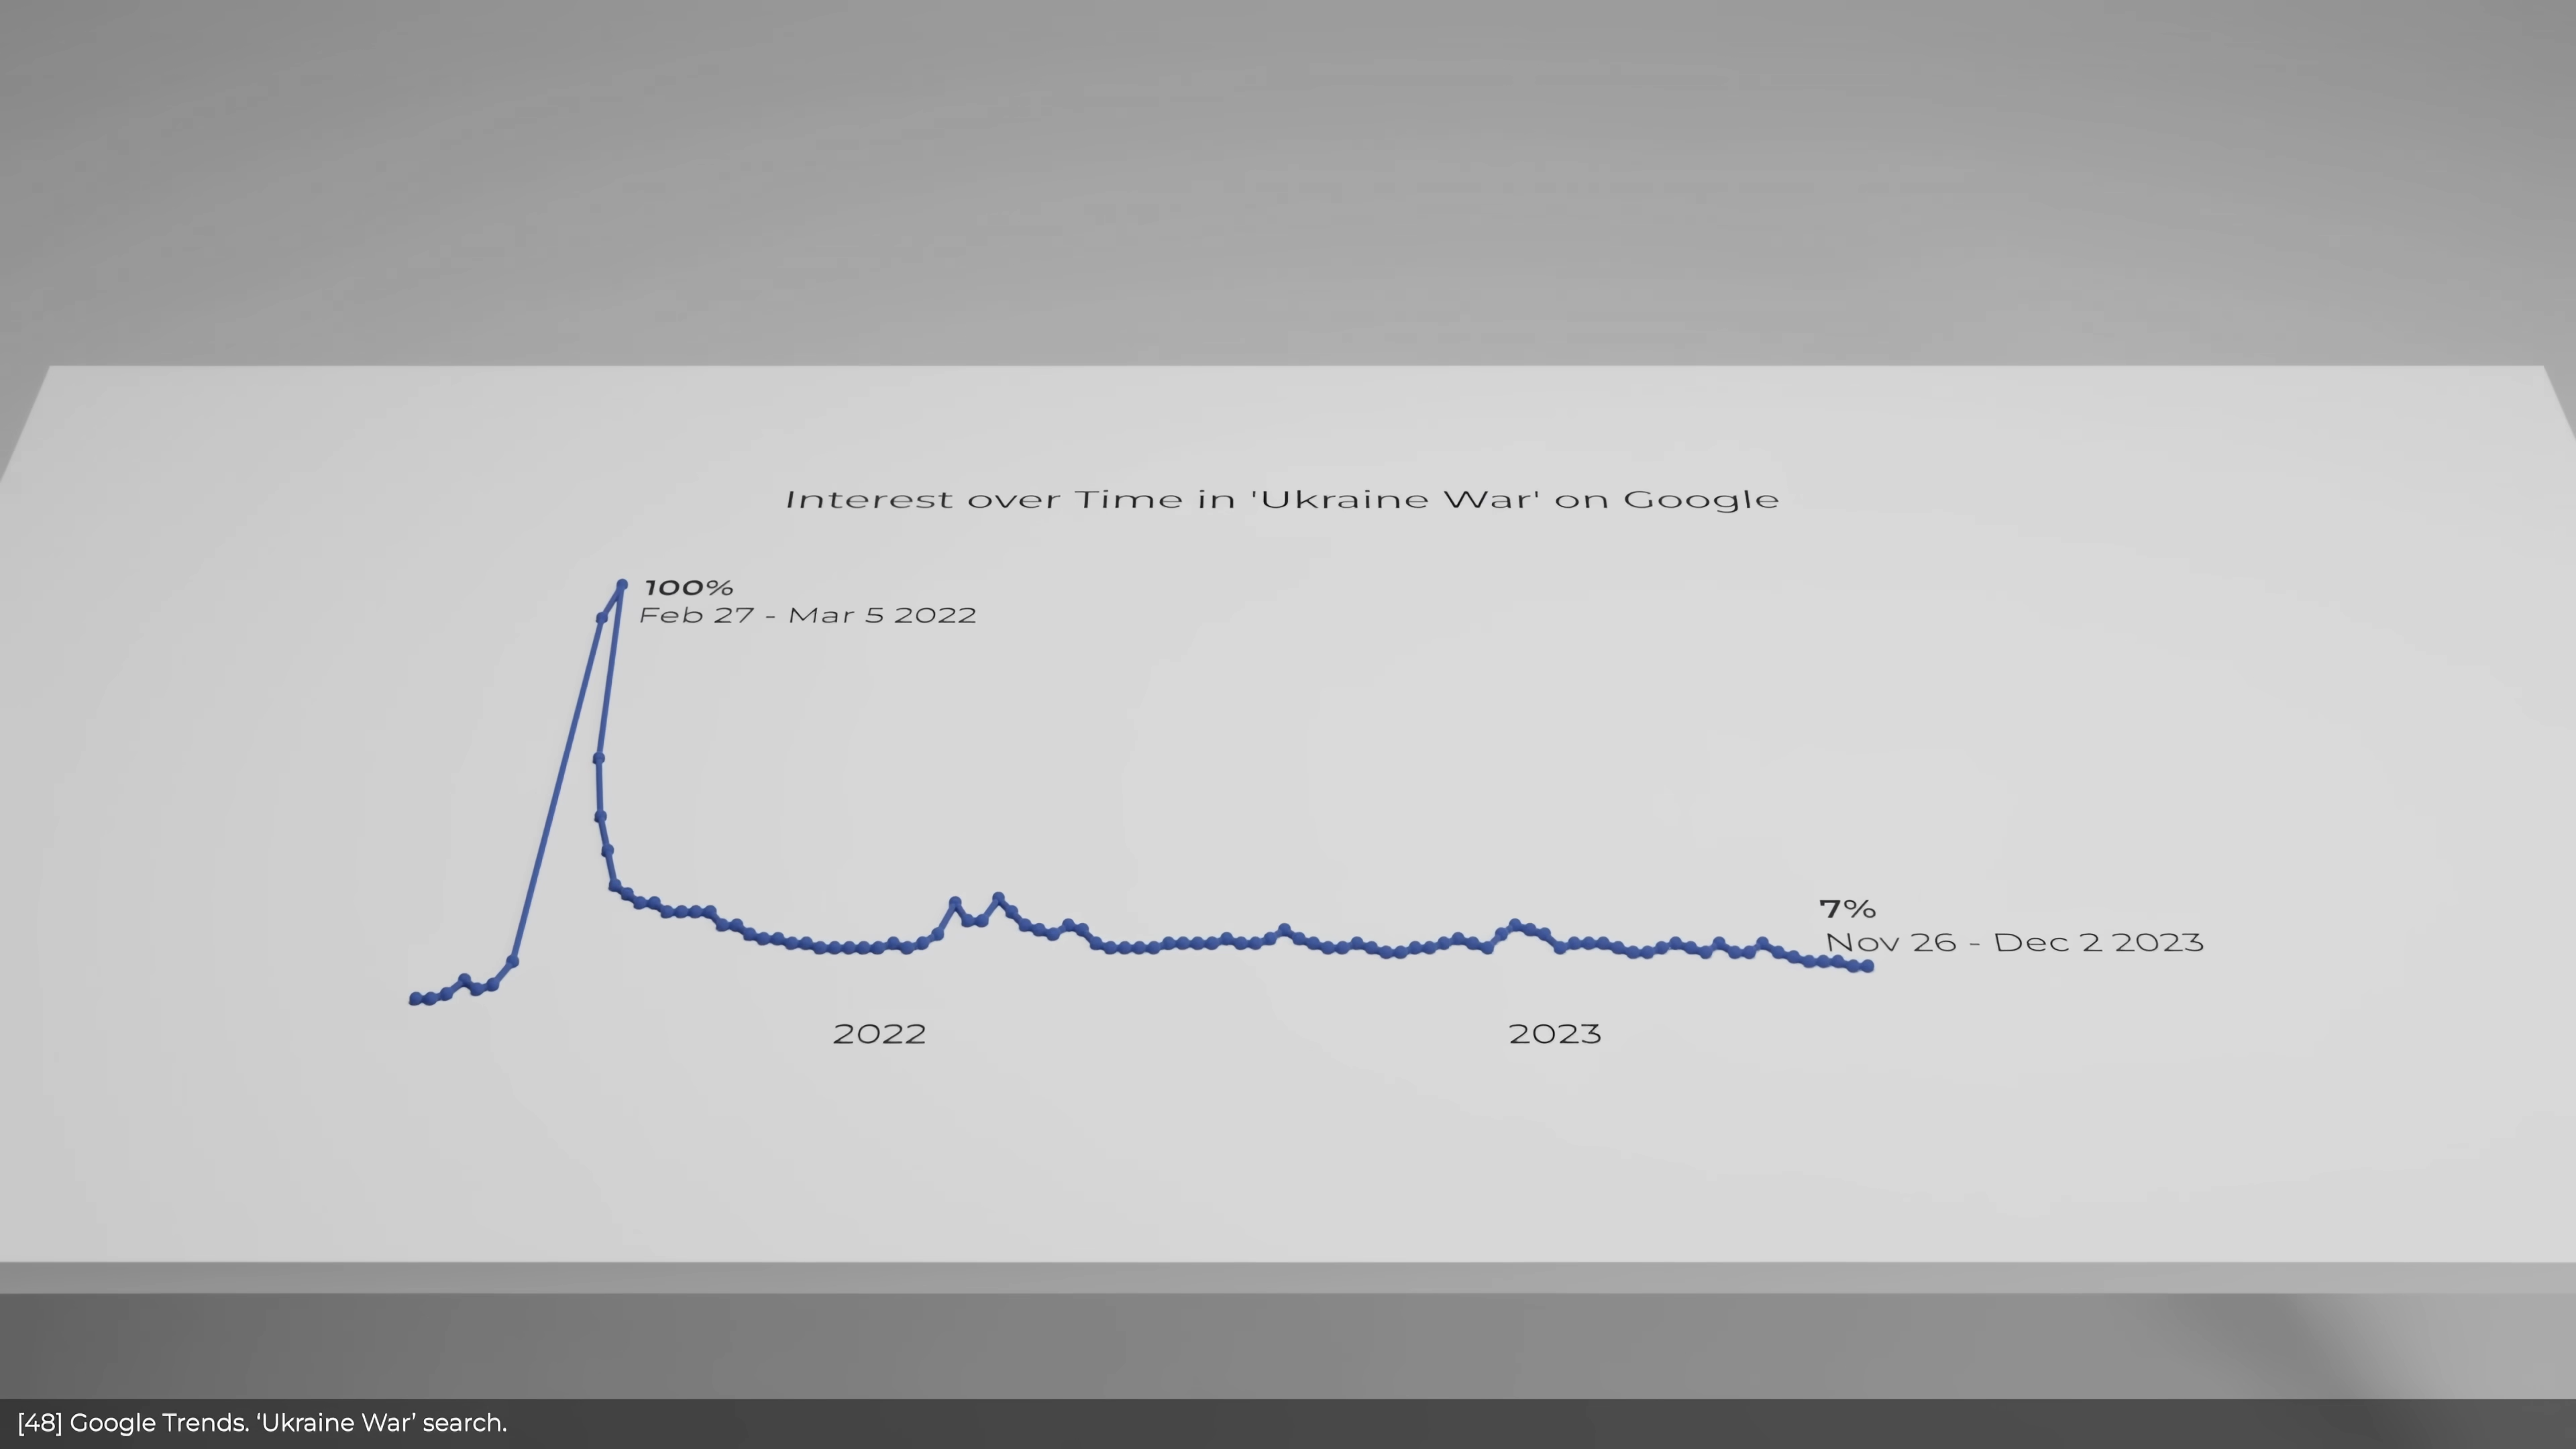 Interest over Time in 'Ukraine War' on Google
100%
Feb 27 - Mar 5 2022
7%
Nov 26 - Dec 2 2023
2022
2023
[48] Google Trends. ‘Ukraine War’ search.